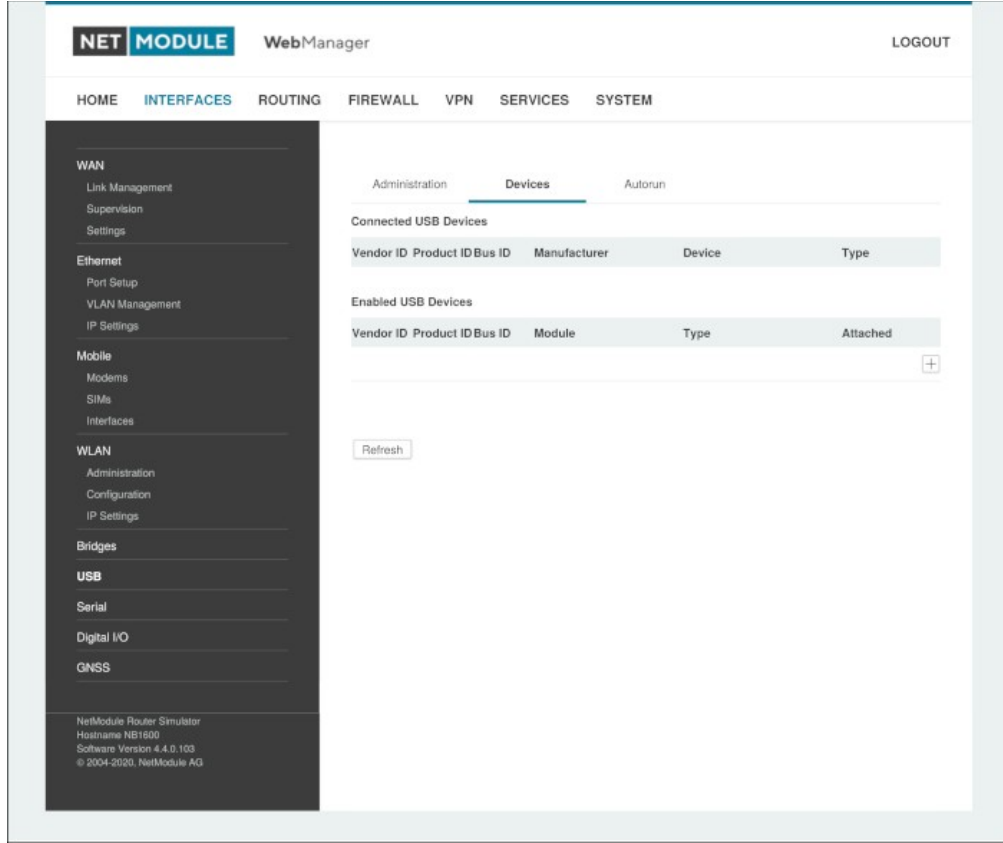 NET MODULE WebManager LOGOUT
HOME INTERFACES ROUTING FIREWALL VPN SERVICES SYSTEM
WAN
Link Management
Supervision
Settings
Ethernet
Port Setup
VLAN Management
IP Settings
Mobile
Modems
SIMs
Interfaces
WLAN
Administration
Configuration
IP Settings
Bridges
USB
Serial
Digital I/O
GNSS
NetModule Router Simulator
Hostname NB1600
Software Version 4.4.0.103
© 2004-2020, NetModule AG
Administration Devices Autorun
Connected USB Devices
Vendor ID Product ID Bus ID Manufacturer Device Type
Enabled USB Devices
Vendor ID Product ID Bus ID Module Type Attached
+
Refresh